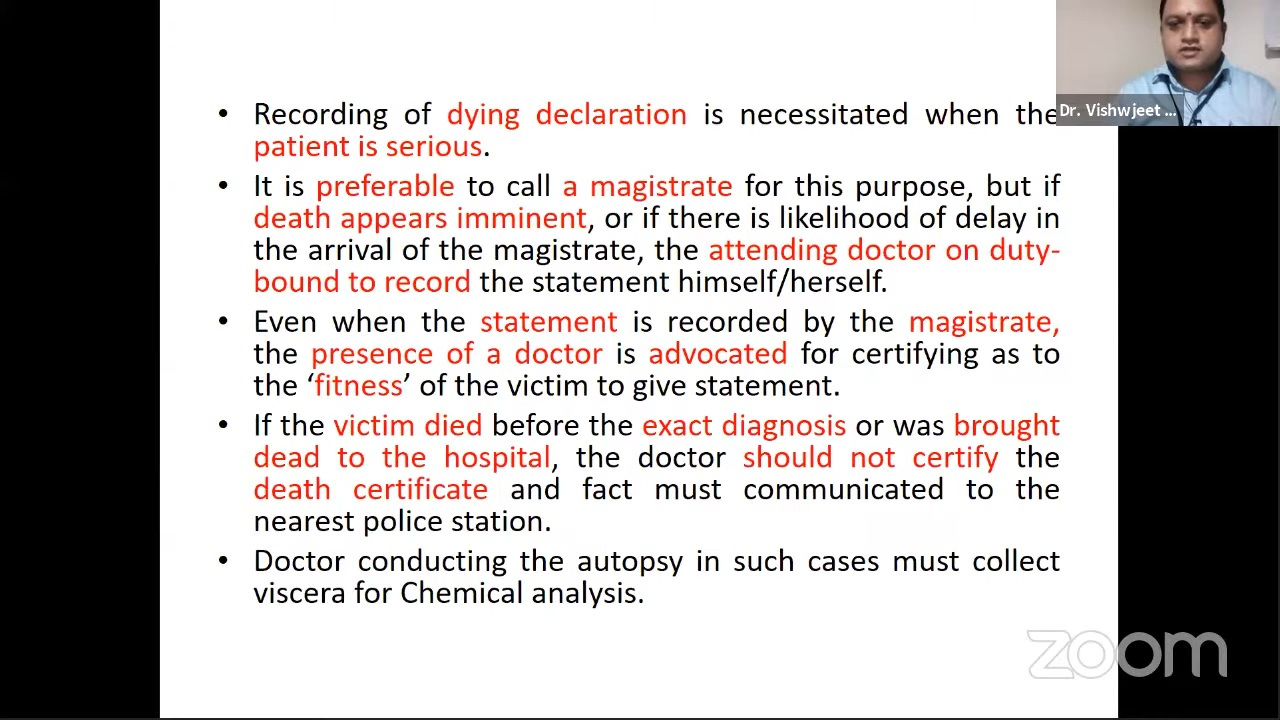 • Recording of dying declaration is necessitated when the
patient is serious.
• It is preferable to call a magistrate for this purpose, but if
death appears imminent, or if there is likelihood of delay in
the arrival of the magistrate, the attending doctor on duty-
bound to record the statement himself/herself.
• Even when the statement is recorded by the magistrate,
the presence of a doctor is advocated for certifying as to
the ‘fitness’ of the victim to give statement.
• If the victim died before the exact diagnosis or was brought
dead to the hospital, the doctor should not certify the
death certificate and fact must communicated to the
nearest police station.
• Doctor conducting the autopsy in such cases must collect
viscera for Chemical analysis.
Dr. Vishwjeet ...
zoom